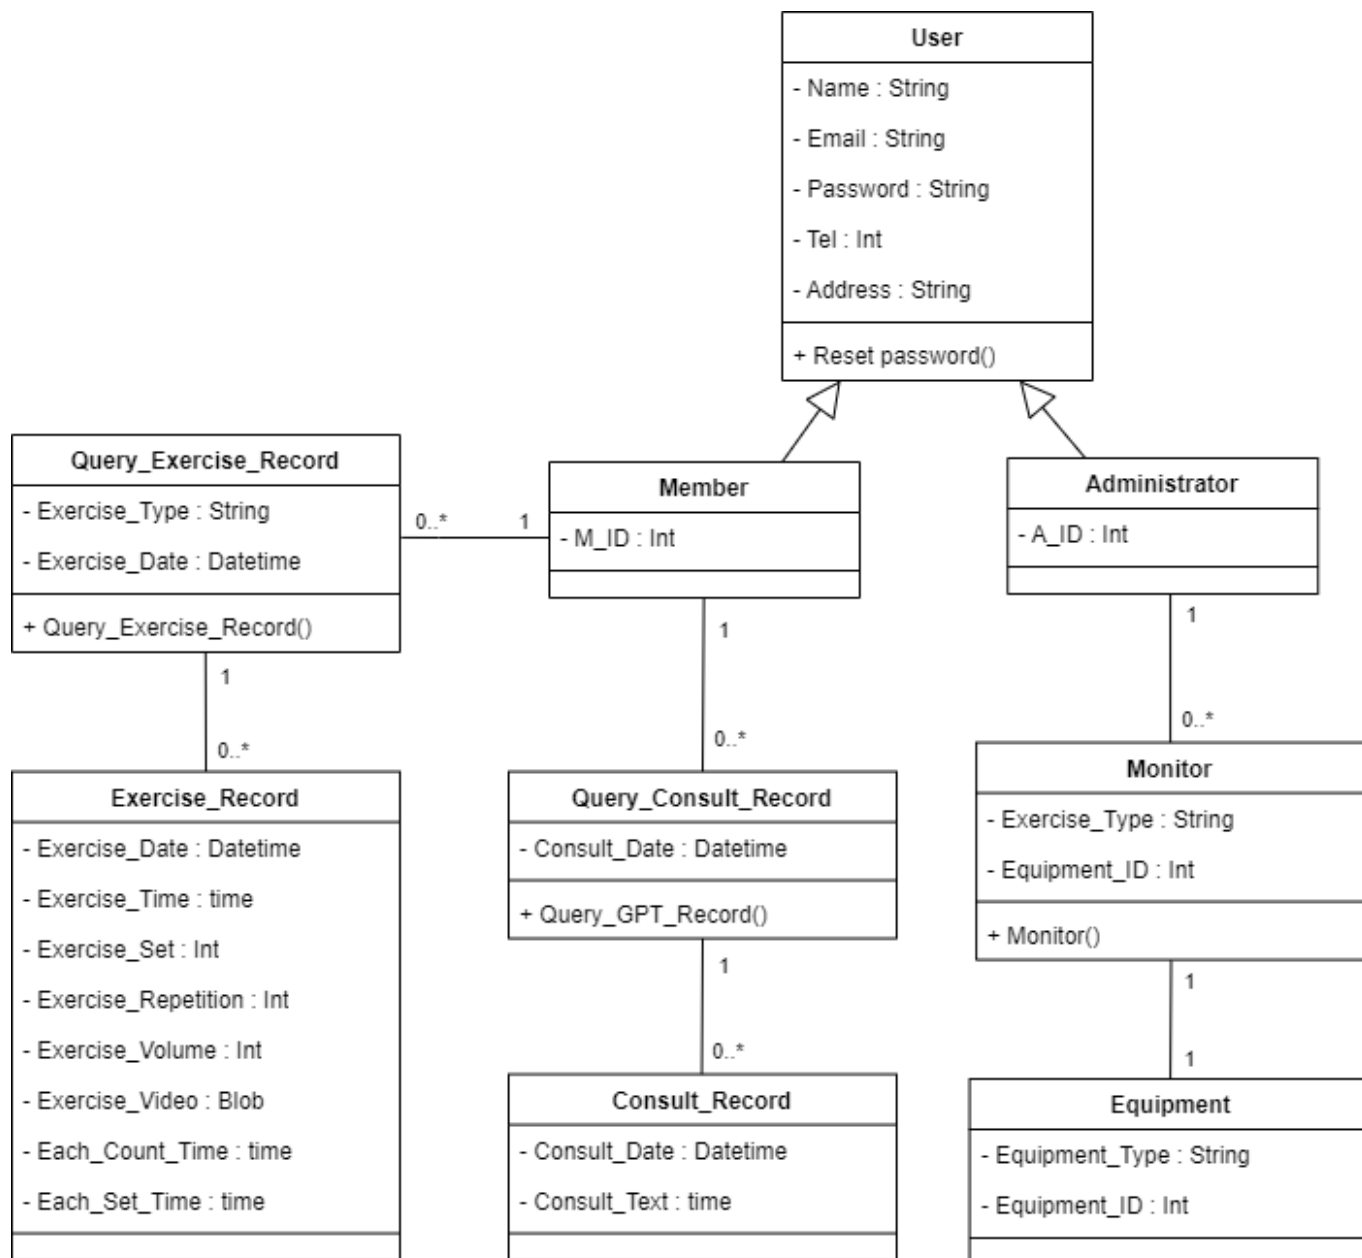 User
- Name : String
- Email : String
- Password : String
- Tel : Int
- Address : String
+ Reset password()
Query_Exercise_Record
- Exercise_Type : String
- Exercise_Date : Datetime
+ Query_Exercise_Record()
0..*
1
Member
- M_ID : Int
Administrator
- A_ID : Int
1
0..*
1
0..*
1
0..*
Exercise_Record
- Exercise_Date : Datetime
- Exercise_Time : time
- Exercise_Set : Int
- Exercise_Repetition : Int
- Exercise_Volume : Int
- Exercise_Video : Blob
- Each_Count_Time : time
- Each_Set_Time : time
Query_Consult_Record
- Consult_Date : Datetime
+ Query_GPT_Record()
1
0..*
Consult_Record
- Consult_Date : Datetime
- Consult_Text : time
Monitor
- Exercise_Type : String
- Equipment_ID : Int
+ Monitor()
1
1
Equipment
- Equipment_Type : String
- Equipment_ID : Int